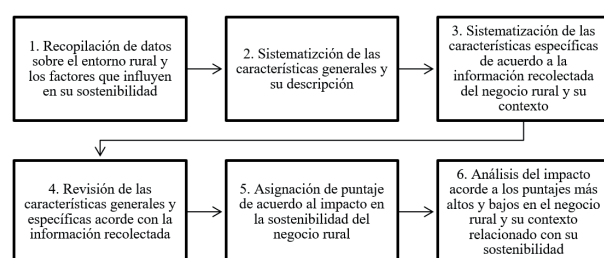 1. Recopilación de datos
sobre el entorno rural y
los factores que influyen
en su sostenibilidad
2. Sistematizción de las
características generales y
su descripción
3. Sistematización de las
características específicas
de acuerdo a la
información recolectada
del negocio rural y su
contexto
4. Revisión de las
características generales y
específicas acorde con la
información recolectada
5. Asignación de puntaje
de acuerdo al impacto en
la sostenibilidad del
negocio rural
6. Análisis del impacto
acorde a los puntajes más
altos y bajos en el negocio
rural y su contexto
relacionado con su
sostenibilidad